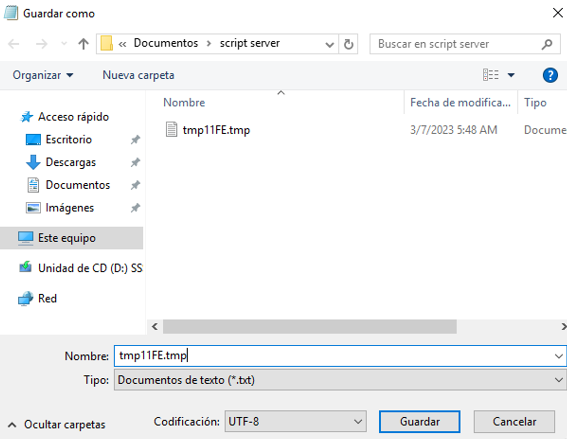 Guardar como
« Documentos > script server
Buscar en script server
Organizar
Nueva carpeta
?
Nombre
Fecha de modifica...
Tipo
Acceso rápido
Escritorio
Descargas
Documentos
Imágenes
Este equipo
Unidad de CD (D:) SS
Red
tmp11FE.tmp
3/7/2023 5:48 AM
Docume
Nombre: tmp11FE.tmp
Tipo: Documentos de texto (*.txt)
Ocultar carpetas
Codificación: UTF-8
Guardar
Cancelar